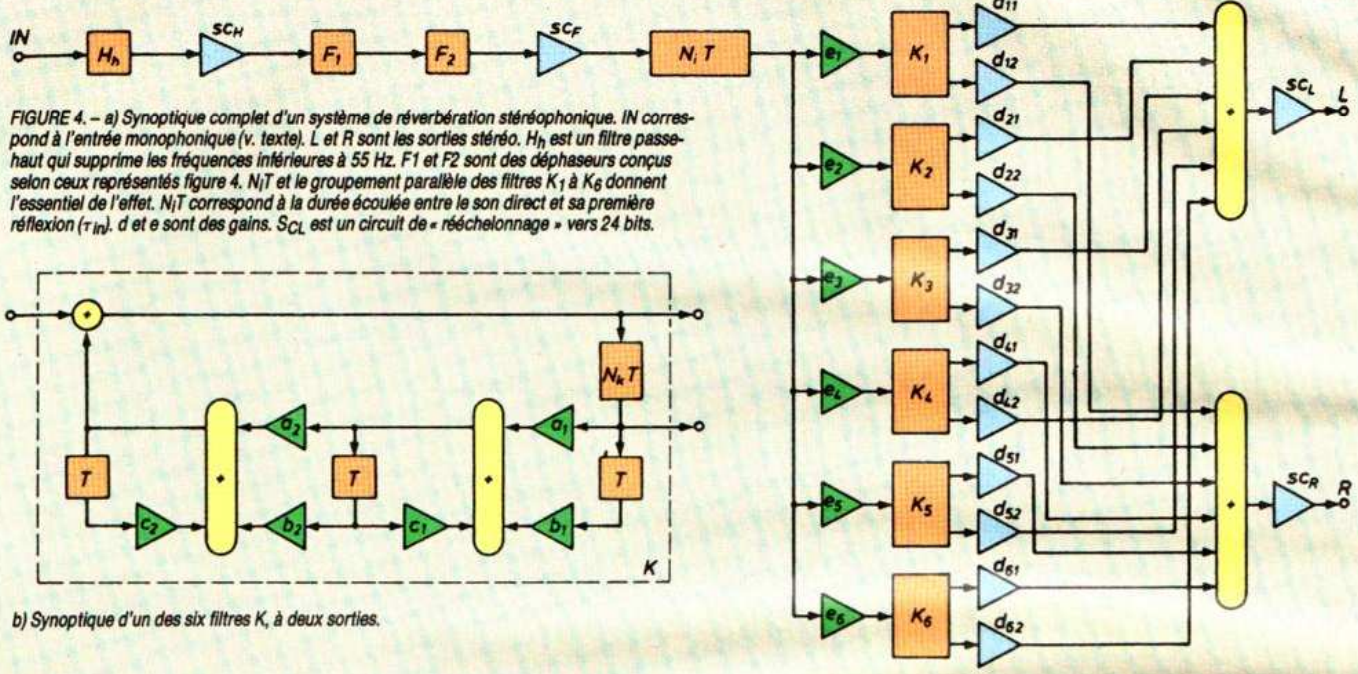 IN
H_h
SC_H
F_1
F_2
SC_F
N_i T
e_1
e_2
e_3
e_4
e_5
e_6
K_1
K_2
K_3
K_4
K_5
K_6
d_11
d_12
d_21
d_22
d_31
d_32
d_41
d_42
d_51
d_52
d_61
d_62
+
SC_L
L
+
SC_R
R
FIGURE 4. – a) Synoptique complet d'un système de réverbération stéréophonique. IN corres-
pond à l'entrée monophonique (v. texte). L et R sont les sorties stéréo. H_h est un filtre passe-
haut qui supprime les fréquences inférieures à 55 Hz. F1 et F2 sont des déphaseurs conçus
selon ceux représentés figure 4. N_iT et le groupement parallèle des filtres K_1 à K_6 donnent
l'essentiel de l'effet. N_iT correspond à la durée écoulée entre le son direct et sa première
réflexion (τ_in). d et e sont des gains. S_CL est un circuit de « rééchelonnage » vers 24 bits.
+
N_k T
a_2
a_1
T
+
T
+
T
c_2
b_2
c_1
b_1
K
b) Synoptique d'un des six filtres K, à deux sorties.